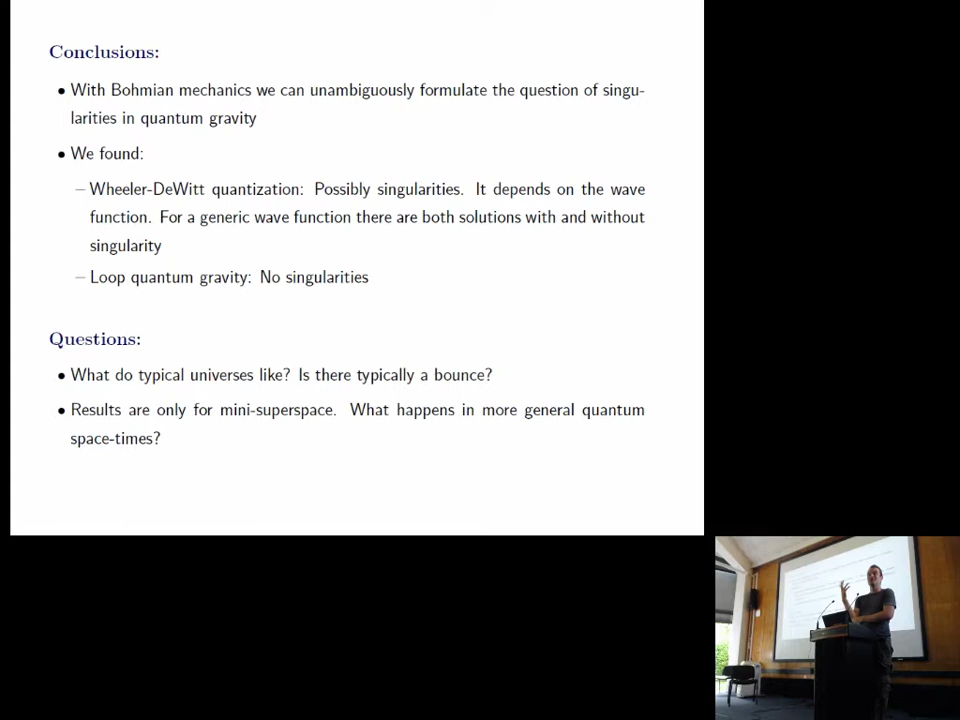 Conclusions:
• With Bohmian mechanics we can unambiguously formulate the question of singu-
larities in quantum gravity
• We found:
– Wheeler-DeWitt quantization: Possibly singularities. It depends on the wave
function. For a generic wave function there are both solutions with and without
singularity
– Loop quantum gravity: No singularities
Questions:
• What do typical universes like? Is there typically a bounce?
• Results are only for mini-superspace. What happens in more general quantum
space-times?